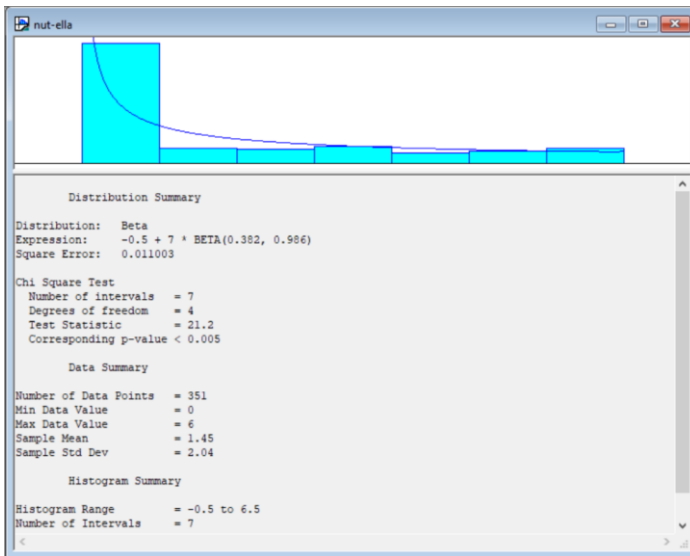 nut-ella
Distribution Summary
Distribution: Beta
Expression: -0.5 + 7 * BETA(0.382, 0.986)
Square Error: 0.011003
Chi Square Test
Number of intervals = 7
Degrees of freedom = 4
Test Statistic = 21.2
Corresponding p-value < 0.005
Data Summary
Number of Data Points = 351
Min Data Value = 0
Max Data Value = 6
Sample Mean = 1.45
Sample Std Dev = 2.04
Histogram Summary
Histogram Range = -0.5 to 6.5
Number of Intervals = 7